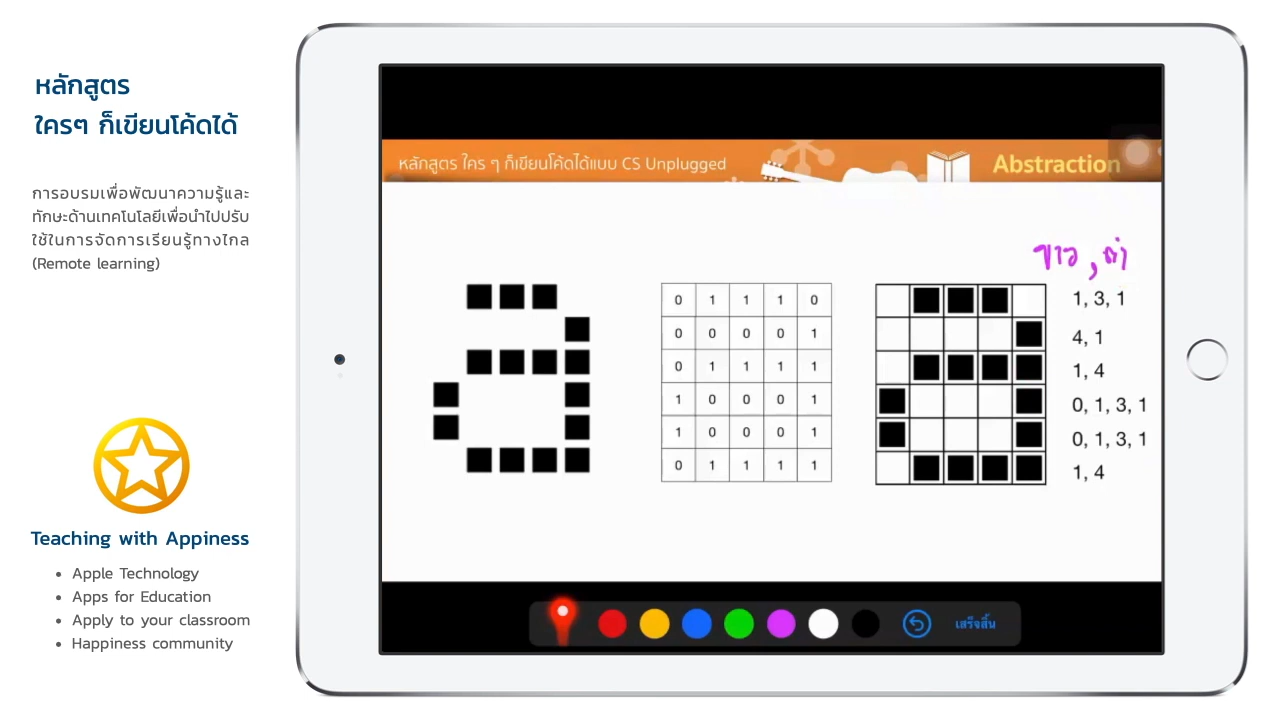 หลักสูตร
ใครๆ ก็เขียนโค้ดได้
การอบรมเพื่อพัฒนาความรู้และ
ทักษะด้านเทคโนโลยีเพื่อนำไปปรับ
ใช้ในการจัดการเรียนรู้ทางไกล
(Remote learning)
Teaching with Appiness
• Apple Technology
• Apps for Education
• Apply to your classroom
• Happiness community
หลักสูตร ใคร ๆ ก็เขียนโค้ดได้แบบ CS Unplugged
Abstraction
ขาว , ดำ
0 1 1 1 0
0 0 0 0 1
0 1 1 1 1
1 0 0 0 1
1 0 0 0 1
0 1 1 1 1
1, 3, 1
4, 1
1, 4
0, 1, 3, 1
0, 1, 3, 1
1, 4
เสร็จสิ้น